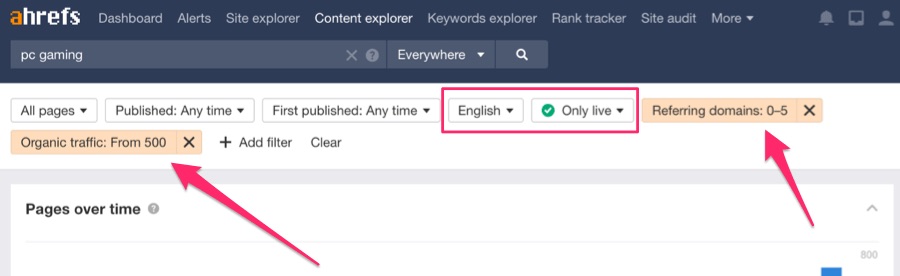 ahrefs Dashboard Alerts Site explorer Content explorer Keywords explorer Rank tracker Site audit More
pc gaming Everywhere
All pages Published: Any time First published: Any time English Only live Referring domains: 0–5
Organic traffic: From 500 + Add filter Clear
Pages over time
800